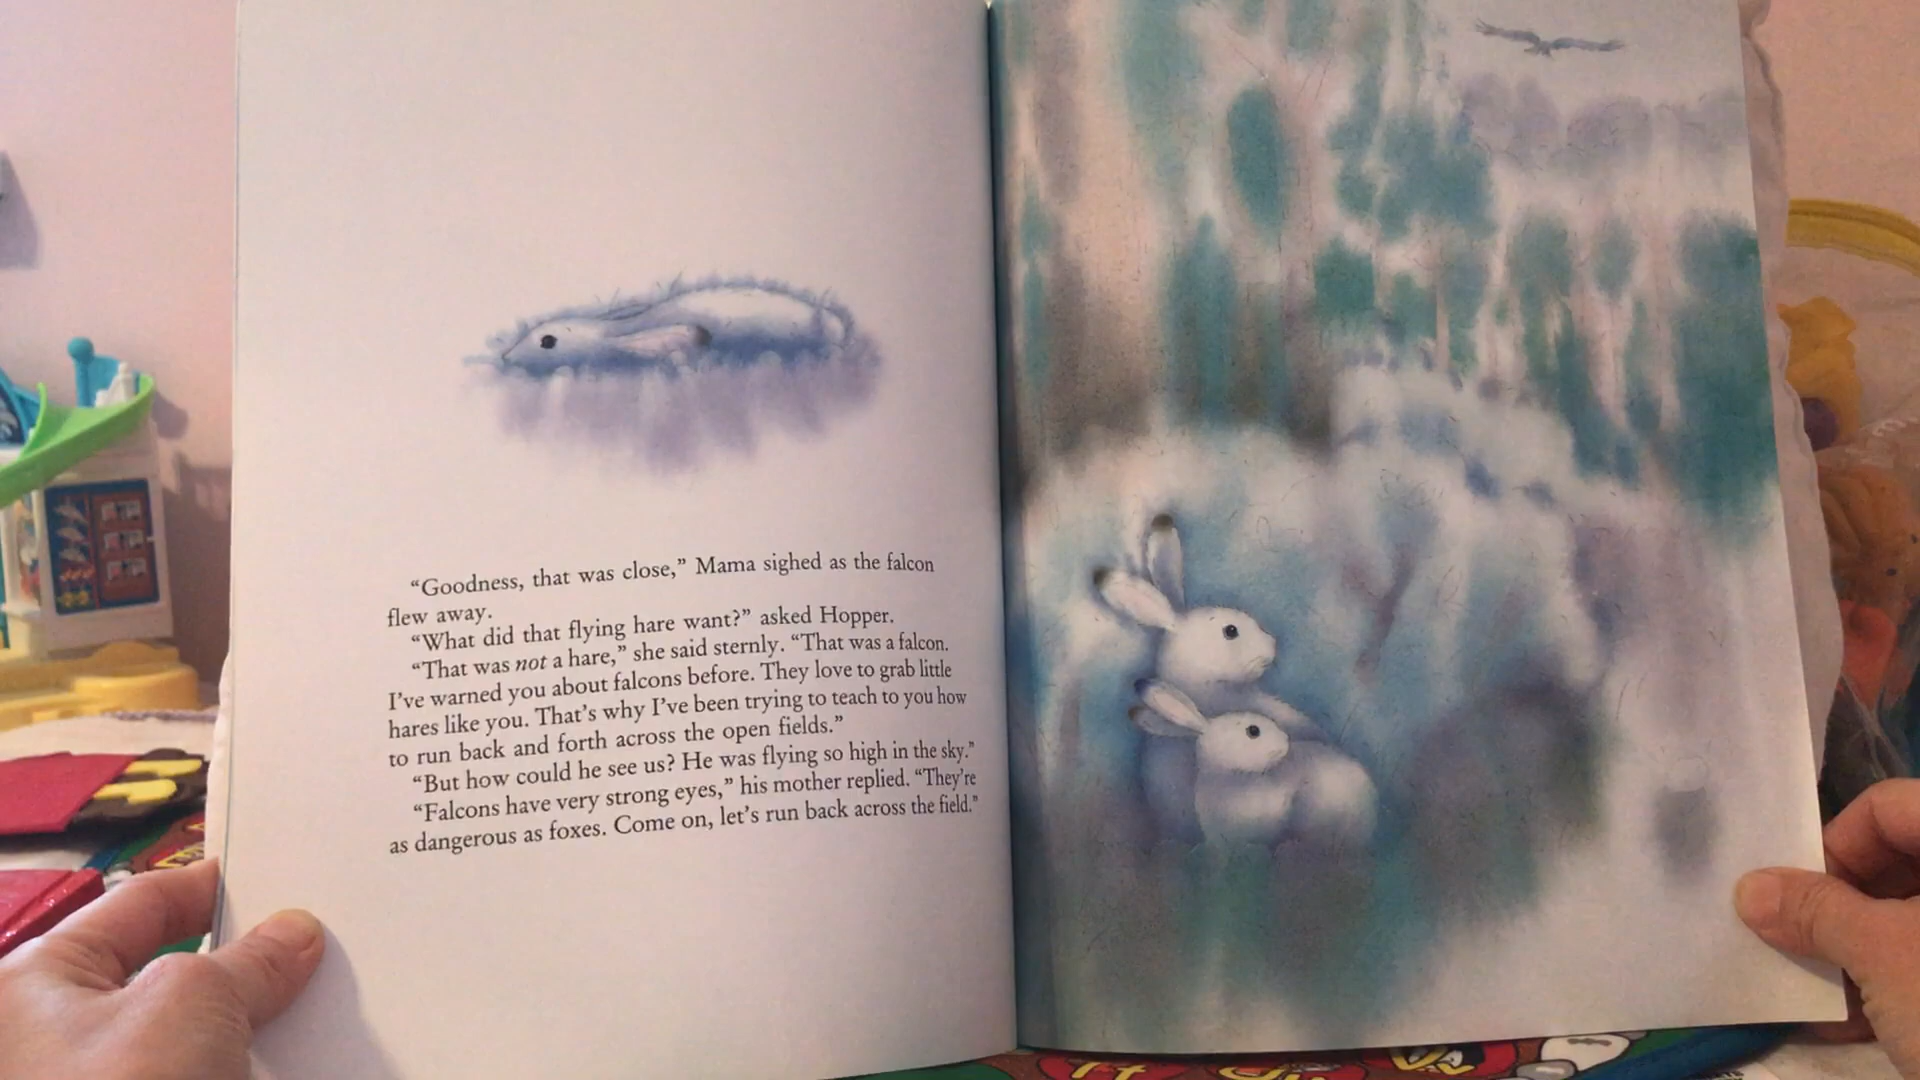 “Goodness, that was close,” Mama sighed as the falcon
flew away.
“What did that flying hare want?” asked Hopper.
“That was not a hare,” she said sternly. “That was a falcon.
I’ve warned you about falcons before. They love to grab little
hares like you. That’s why I’ve been trying to teach to you how
to run back and forth across the open fields.”
“But how could he see us? He was flying so high in the sky.”
“Falcons have very strong eyes,” his mother replied. “They’re
as dangerous as foxes. Come on, let’s run back across the field.”